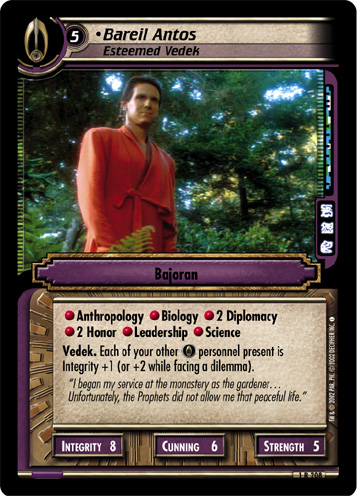 5
•Bareil Antos
Esteemed Vedek
Bajoran
•Anthropology •Biology •2 Diplomacy
•2 Honor •Leadership •Science
Vedek. Each of your other personnel present is
Integrity +1 (or +2 while facing a dilemma).
"I began my service at the monastery as the gardener...
Unfortunately, the Prophets did not allow me that peaceful life."
INTEGRITY 8 CUNNING 6 STRENGTH 5